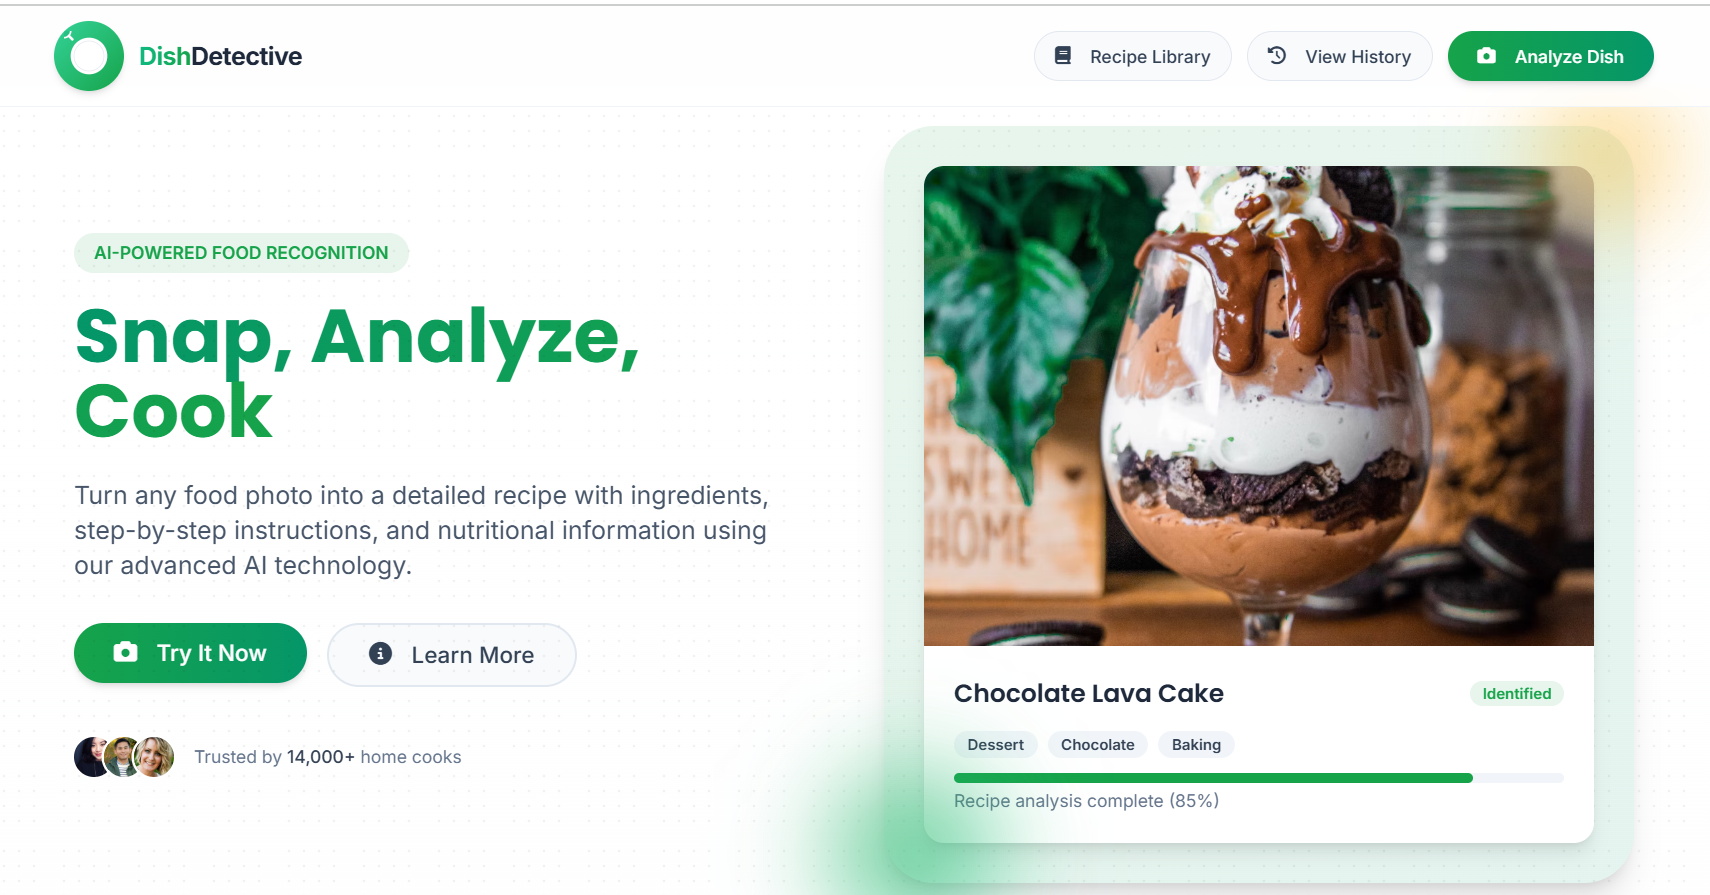 DishDetective
Recipe Library
View History
Analyze Dish
AI-POWERED FOOD RECOGNITION
Snap, Analyze,
Cook
Turn any food photo into a detailed recipe with ingredients,
step-by-step instructions, and nutritional information using
our advanced AI technology.
Try It Now
Learn More
Trusted by 14,000+ home cooks
SWEET
HOME
Chocolate Lava Cake
Identified
Dessert
Chocolate
Baking
Recipe analysis complete (85%)